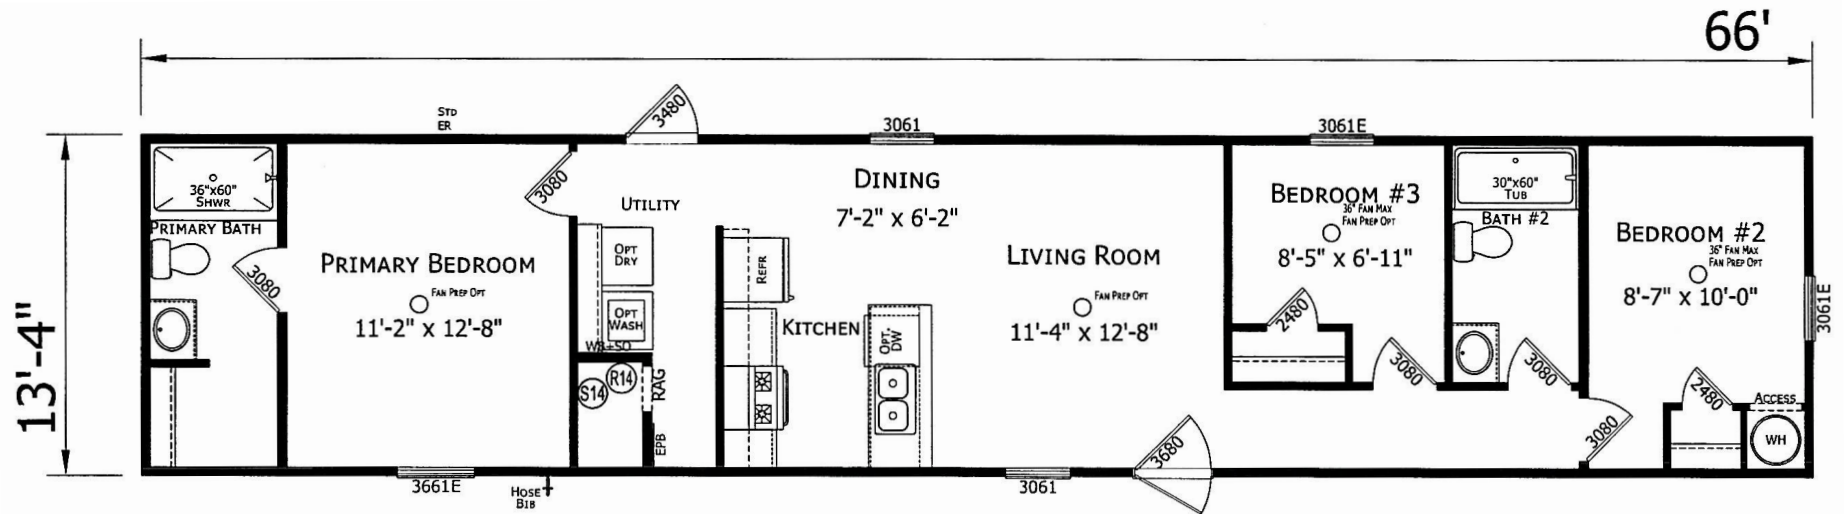 66'
13'-4"
STD
ER
3480
3061
3061E
36"x60"
SHWR
PRIMARY BATH
3080
PRIMARY BEDROOM
FAN PREP OPT
11'-2" x 12'-8"
3080
UTILITY
OPT
DRY
OPT
WASH
S14
R14
RAG
EPB
DINING
7'-2" x 6'-2"
REFR
KITCHEN
OPT.
DW
LIVING ROOM
FAN PREP OPT
11'-4" x 12'-8"
BEDROOM #3
36" FAN MAX
FAN PREP OPT
8'-5" x 6'-11"
2480
3080
30"x60"
TUB
BATH #2
3080
BEDROOM #2
36" FAN MAX
FAN PREP OPT
8'-7" x 10'-0"
3061E
2480
ACCESS
WH
3080
3680
3661E
HOSE
BIB
3061